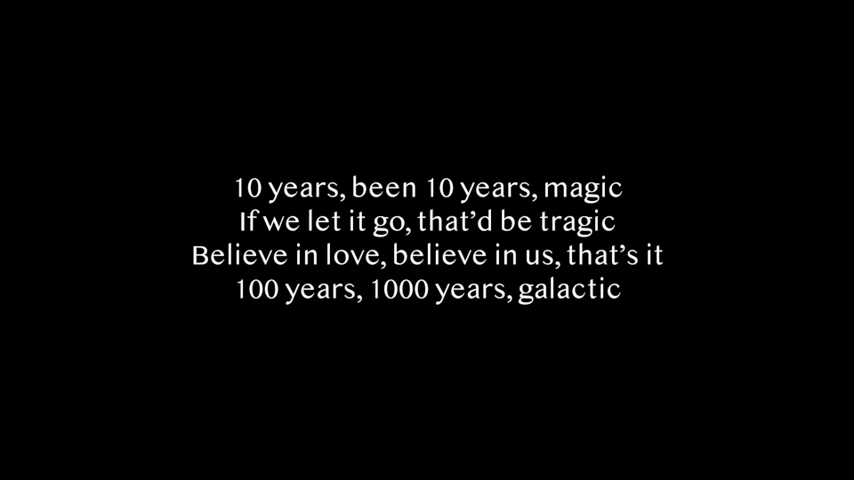 10 years, been 10 years, magic
If we let it go, that’d be tragic
Believe in love, believe in us, that’s it
100 years, 1000 years, galactic